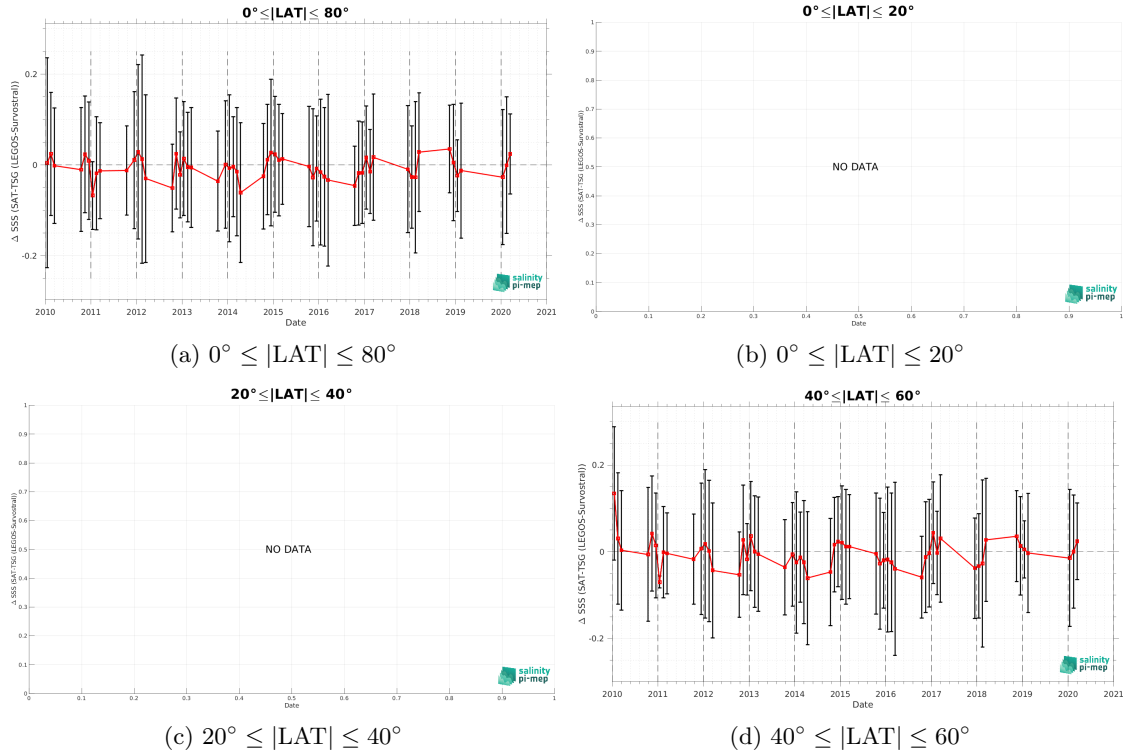 0°≤|LAT|≤ 80°
Δ SSS (SAT-TSG (LEGOS-Survostral))
0.2
0
-0.2
2010 2011 2012 2013 2014 2015 2016 2017 2018 2019 2020 2021
Date
salinity
pi-mep
(a) 0° ≤ |LAT| ≤ 80°
0°≤|LAT|≤ 20°
Δ SSS (SAT-TSG (LEGOS-Survostral))
1
0.9
0.8
0.7
0.6
0.5
0.4
0.3
0.2
0.1
0
NO DATA
0 0.1 0.2 0.3 0.4 0.5 0.6 0.7 0.8 0.9 1
Date
salinity
pi-mep
(b) 0° ≤ |LAT| ≤ 20°
20°≤|LAT|≤ 40°
Δ SSS (SAT-TSG (LEGOS-Survostral))
1
0.9
0.8
0.7
0.6
0.5
0.4
0.3
0.2
0.1
0
NO DATA
0 0.1 0.2 0.3 0.4 0.5 0.6 0.7 0.8 0.9 1
Date
salinity
pi-mep
(c) 20° ≤ |LAT| ≤ 40°
40°≤|LAT|≤ 60°
Δ SSS (SAT-TSG (LEGOS-Survostral))
0.2
0
-0.2
2010 2011 2012 2013 2014 2015 2016 2017 2018 2019 2020 2021
Date
salinity
pi-mep
(d) 40° ≤ |LAT| ≤ 60°